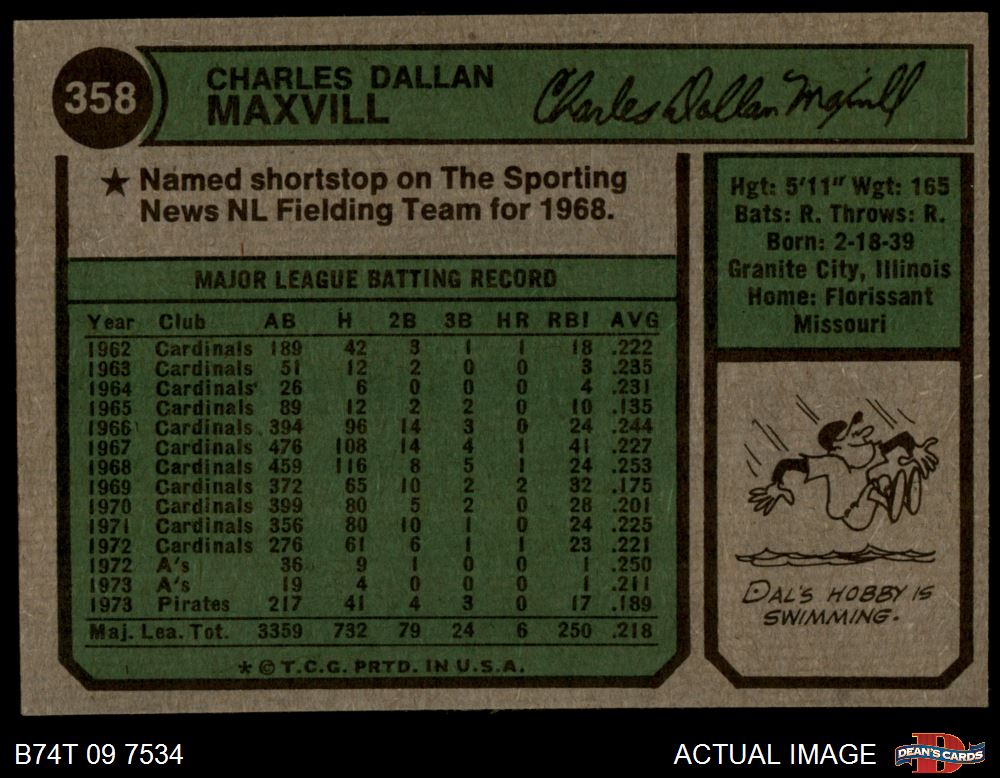 358
CHARLES DALLAN
MAXVILL
Charles Dallan Maxvill
★ Named shortstop on The Sporting
News NL Fielding Team for 1968.
MAJOR LEAGUE BATTING RECORD
Year Club AB H 2B 3B HR RBI AVG
1962 Cardinals 189 42 3 1 1 18 .222
1963 Cardinals 51 12 2 0 0 3 .235
1964 Cardinals 26 6 0 0 0 4 .231
1965 Cardinals 89 12 2 2 0 10 .135
1966 Cardinals 394 96 14 3 0 24 .244
1967 Cardinals 476 108 14 4 1 41 .227
1968 Cardinals 459 116 8 5 1 24 .253
1969 Cardinals 372 65 10 2 2 32 .175
1970 Cardinals 399 80 5 2 0 28 .201
1971 Cardinals 356 80 10 1 0 24 .225
1972 Cardinals 276 61 6 1 1 23 .221
1972 A's 36 9 1 0 0 1 .250
1973 A's 19 4 0 0 0 1 .211
1973 Pirates 217 41 4 3 0 17 .189
Maj. Lea. Tot. 3359 732 79 24 6 250 .218
* © T.C.G. PRTD. IN U.S.A.
Hgt: 5'11" Wgt: 165
Bats: R. Throws: R.
Born: 2-18-39
Granite City, Illinois
Home: Florissant
Missouri
DAL'S HOBBY IS
SWIMMING.
B74T 09 7534
ACTUAL IMAGE
DEAN'S CARDS